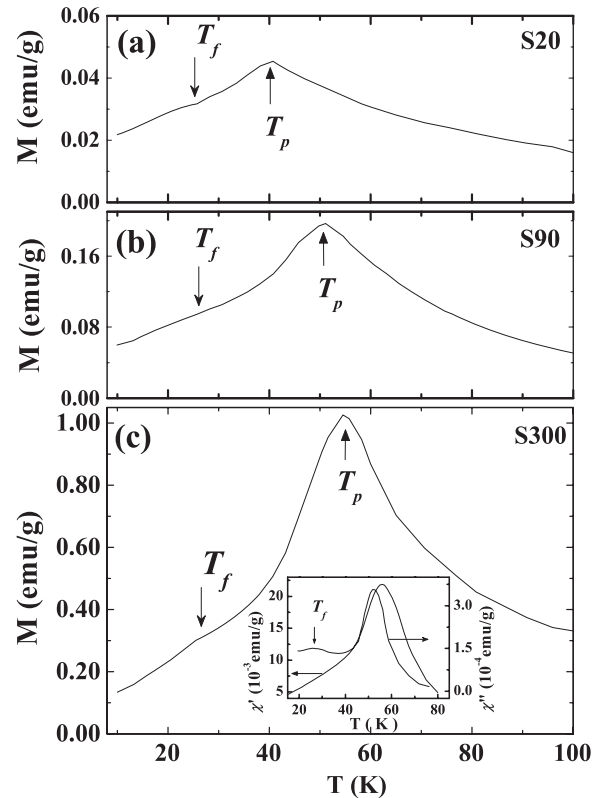 (a)
S20
T_f
T_p
M (emu/g)
0.06
0.04
0.02
0.00
(b)
S90
T_f
T_p
M (emu/g)
0.16
0.08
0.00
(c)
S300
T_f
T_p
M (emu/g)
1.00
0.80
0.60
0.40
0.20
0.00
T_f
χ' (10⁻³ emu/g)
20
15
10
5
χ'' (10⁻⁴ emu/g)
3.0
1.5
0.0
20 40 60 80
T (K)
20 40 60 80 100
T (K)